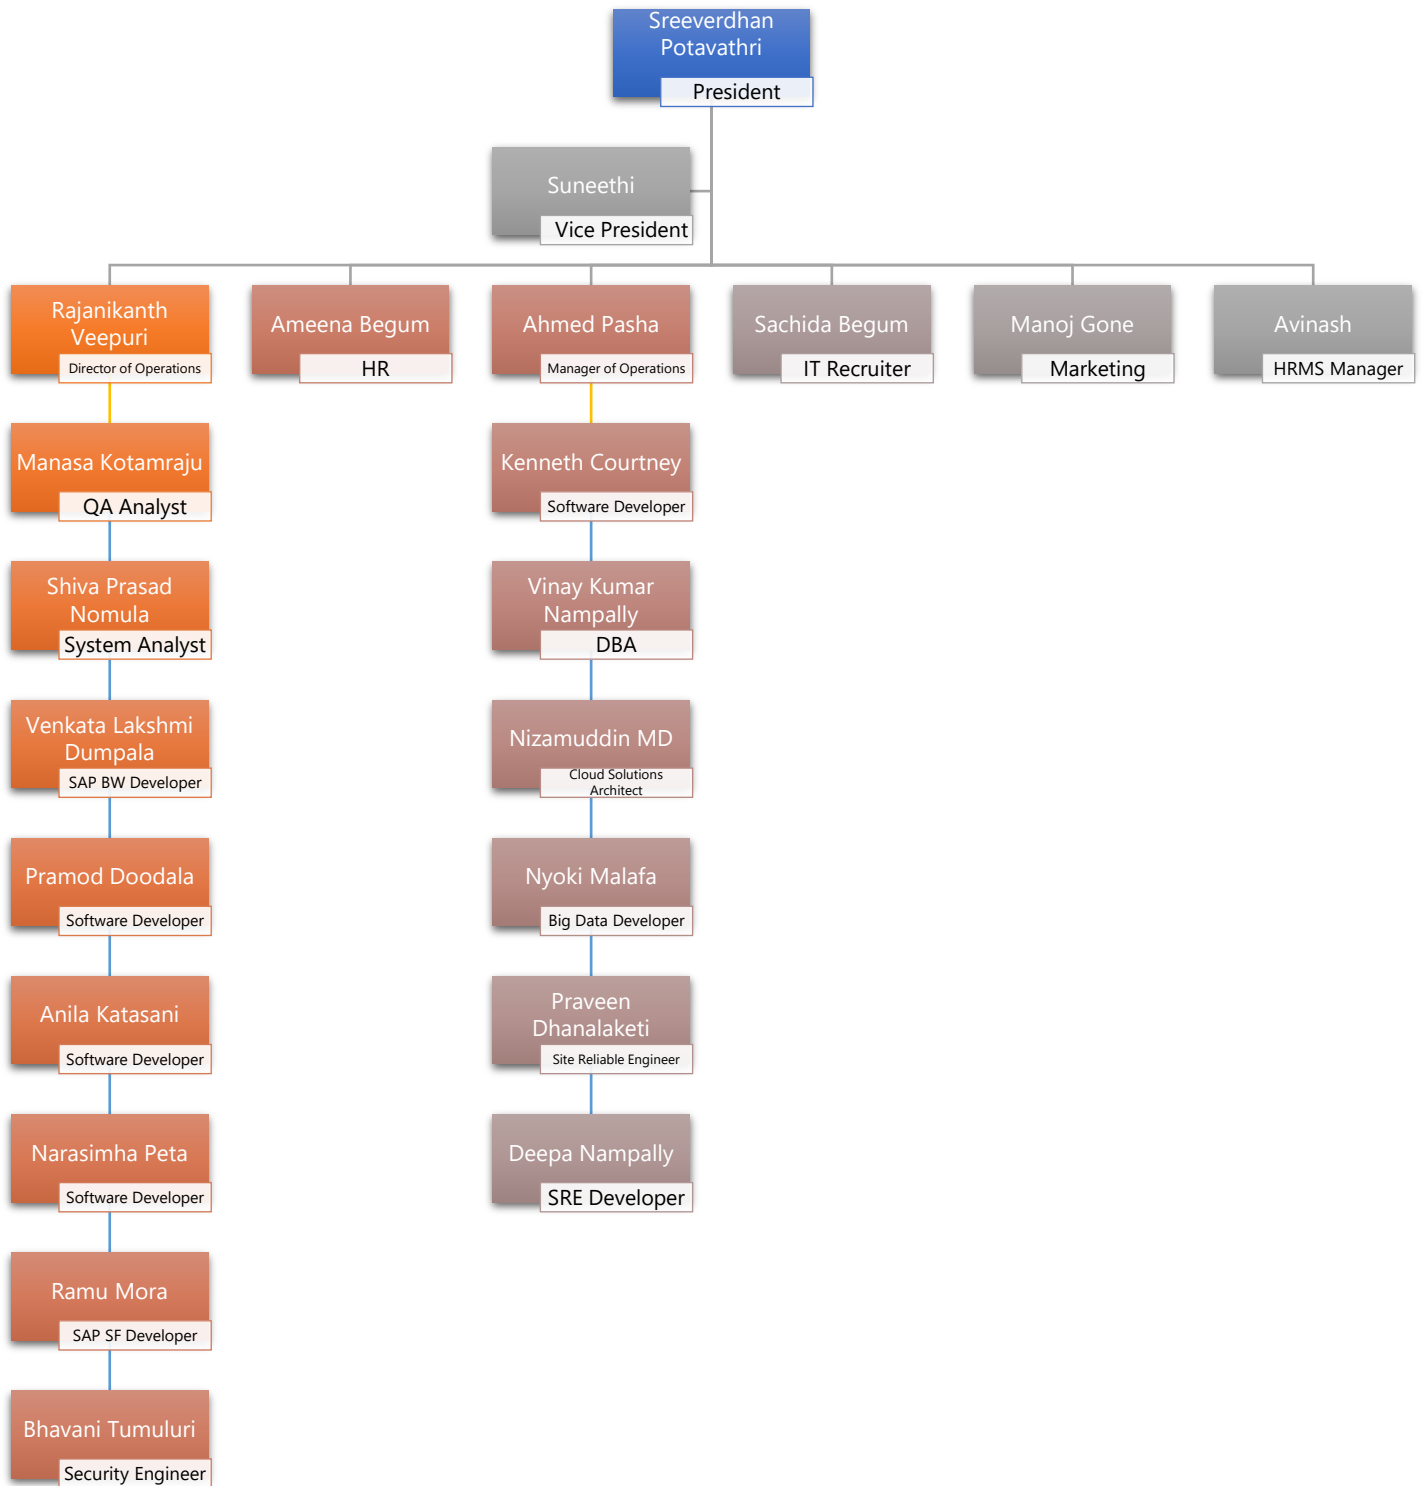 Sreeverdhan
Potavathri
President
Suneethi
Vice President
Rajanikanth
Veepuri
Director of Operations
Ameena Begum
HR
Ahmed Pasha
Manager of Operations
Sachida Begum
IT Recruiter
Manoj Gone
Marketing
Avinash
HRMS Manager
Manasa Kotamraju
QA Analyst
Kenneth Courtney
Software Developer
Shiva Prasad
Nomula
System Analyst
Vinay Kumar
Nampally
DBA
Venkata Lakshmi
Dumpala
SAP BW Developer
Nizamuddin MD
Cloud Solutions
Architect
Pramod Doodala
Software Developer
Nyoki Malafa
Big Data Developer
Anila Katasani
Software Developer
Praveen
Dhanalaketi
Site Reliable Engineer
Narasimha Peta
Software Developer
Deepa Nampally
SRE Developer
Ramu Mora
SAP SF Developer
Bhavani Tumuluri
Security Engineer